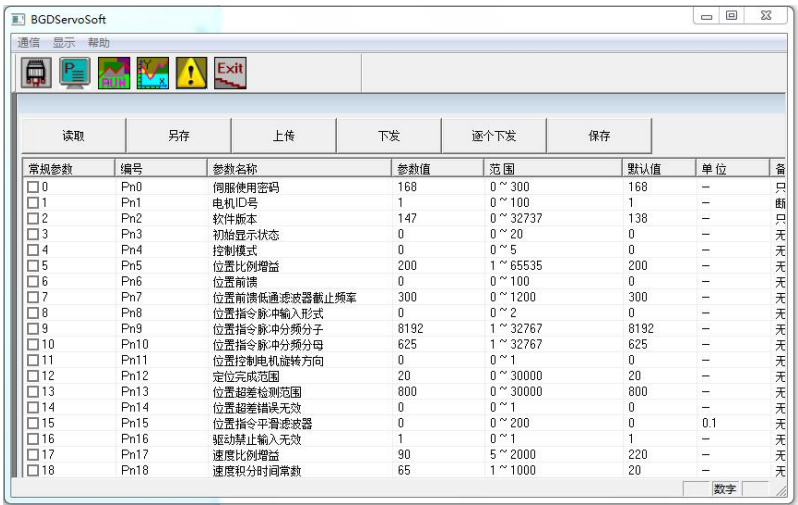 BGDServoSoft
通信 显示 帮助
P
RUN
Y
X
!
Exit
读取 另存 上传 下发 逐个下发 保存
常规参数 编号 参数名称 参数值 范围 默认值 单位 备
0 Pn0 伺服使用密码 168 0 ~ 300 168 - 只
1 Pn1 电机ID号 1 0 ~ 100 1 - 断
2 Pn2 软件版本 147 0 ~ 32737 138 - 只
3 Pn3 初始显示状态 0 0 ~ 20 0 - 无
4 Pn4 控制模式 0 0 ~ 5 0 - 无
5 Pn5 位置比例增益 200 1 ~ 65535 200 - 无
6 Pn6 位置前馈 0 0 ~ 100 0 - 无
7 Pn7 位置前馈低通滤波器截止频率 300 0 ~ 1200 300 - 无
8 Pn8 位置指令脉冲输入形式 0 0 ~ 2 0 - 无
9 Pn9 位置指令脉冲分频分子 8192 1 ~ 32767 8192 - 无
10 Pn10 位置指令脉冲分频分母 625 1 ~ 32767 625 - 无
11 Pn11 位置控制电机旋转方向 0 0 ~ 1 0 - 无
12 Pn12 定位完成范围 20 0 ~ 30000 20 - 无
13 Pn13 位置超差检测范围 800 0 ~ 30000 800 - 无
14 Pn14 位置超差错误无效 0 0 ~ 1 0 - 无
15 Pn15 位置指令平滑滤波器 0 0 ~ 200 0 0.1 无
16 Pn16 驱动禁止输入无效 1 0 ~ 1 1 - 无
17 Pn17 速度比例增益 90 5 ~ 2000 220 - 无
18 Pn18 速度积分时间常数 65 1 ~ 1000 20 - 无
数字